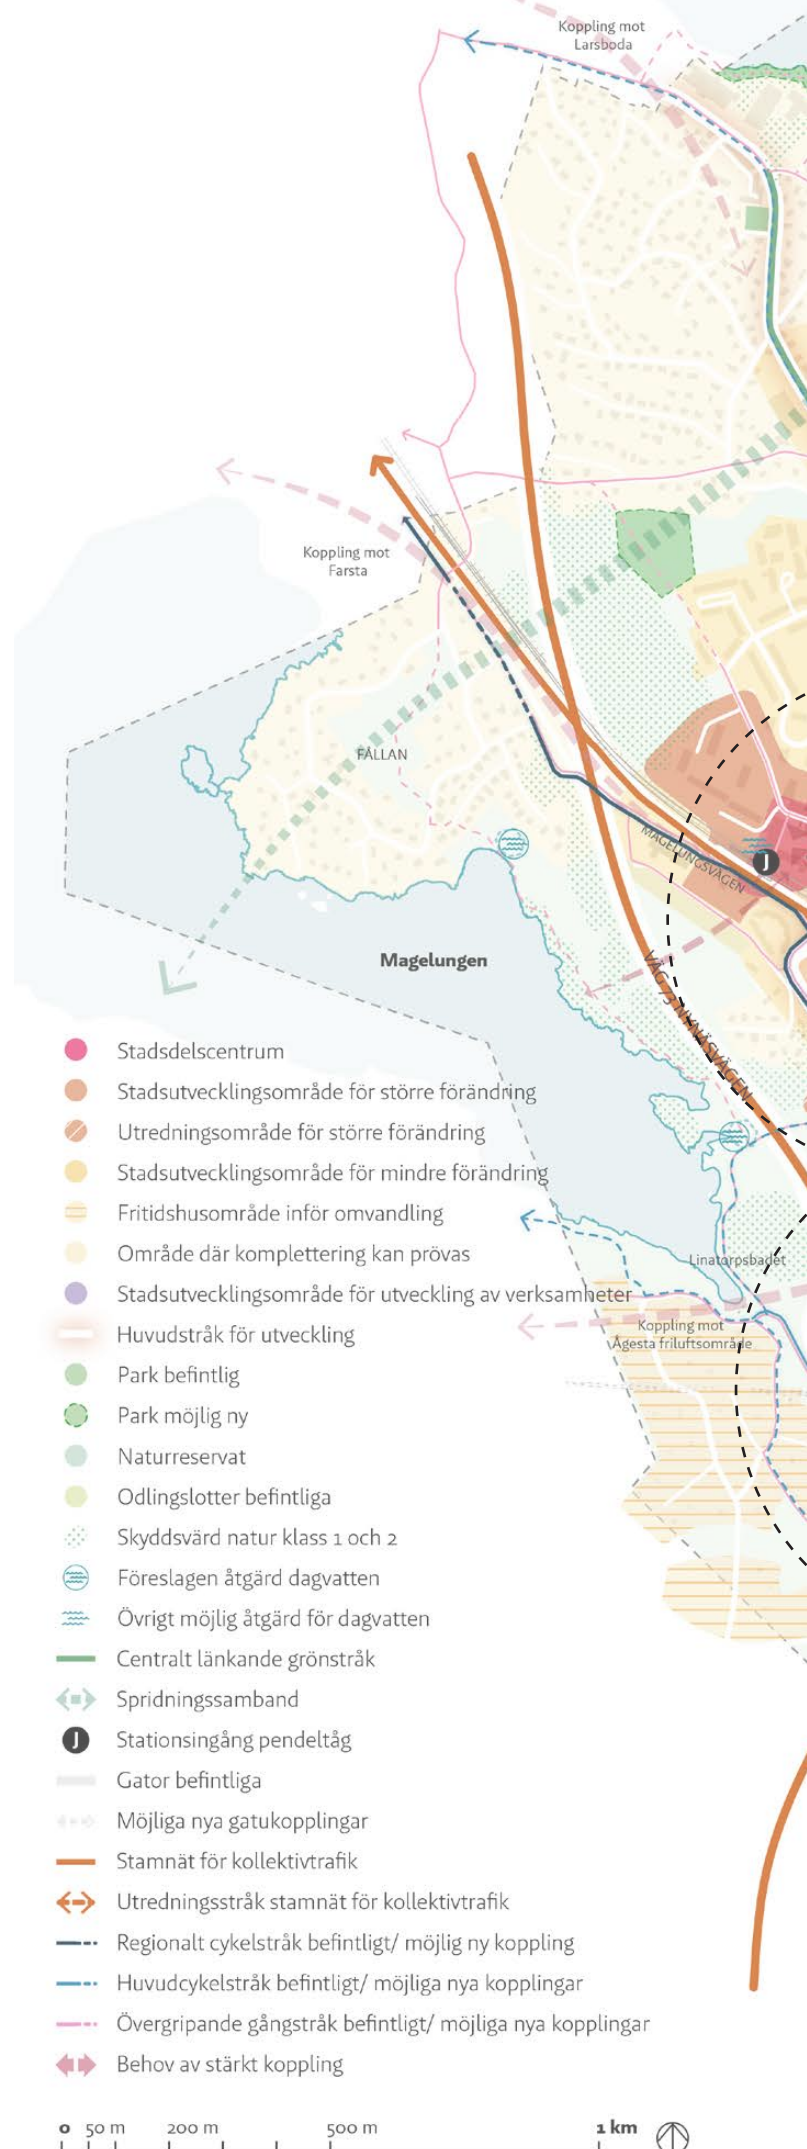 Koppling mot
Larsboda
Koppling mot
Farsta
FÅLLAN
MAGELUNGSVÄGEN
J
Magelungen
VÄG 73 NYNÄSVÄGEN
Linatorpsbadet
Koppling mot
Ågesta friluftsområde
Stadsdelscentrum
Stadsutvecklingsområde för större förändring
Utredningsområde för större förändring
Stadsutvecklingsområde för mindre förändring
Fritidshusområde inför omvandling
Område där komplettering kan prövas
Stadsutvecklingsområde för utveckling av verksamheter
Huvudstråk för utveckling
Park befintlig
Park möjlig ny
Naturreservat
Odlingslotter befintliga
Skyddsvärd natur klass 1 och 2
Föreslagen åtgärd dagvatten
Övrigt möjlig åtgärd för dagvatten
Centralt länkande grönstråk
Spridningssamband
J Stationsingång pendeltåg
Gator befintliga
Möjliga nya gatukopplingar
Stamnät för kollektivtrafik
Utredningsstråk stamnät för kollektivtrafik
Regionalt cykelstråk befintligt/ möjlig ny koppling
Huvudcykelstråk befintligt/ möjliga nya kopplingar
Övergripande gångstråk befintligt/ möjliga nya kopplingar
Behov av stärkt koppling
0 50 m 200 m 500 m 1 km